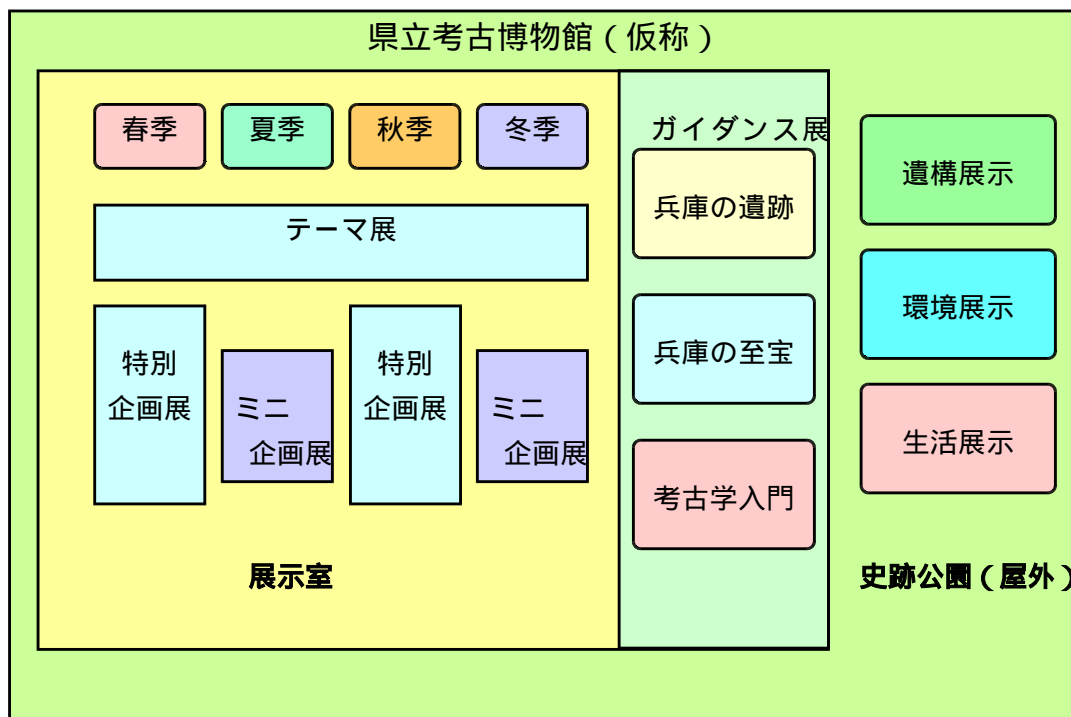 県立考古博物館（仮称）
春季
夏季
秋季
冬季
テーマ展
特別
企画展
ミニ
企画展
特別
企画展
ミニ
企画展
展示室
ガイダンス展
兵庫の遺跡
兵庫の至宝
考古学入門
遺構展示
環境展示
生活展示
史跡公園（屋外）